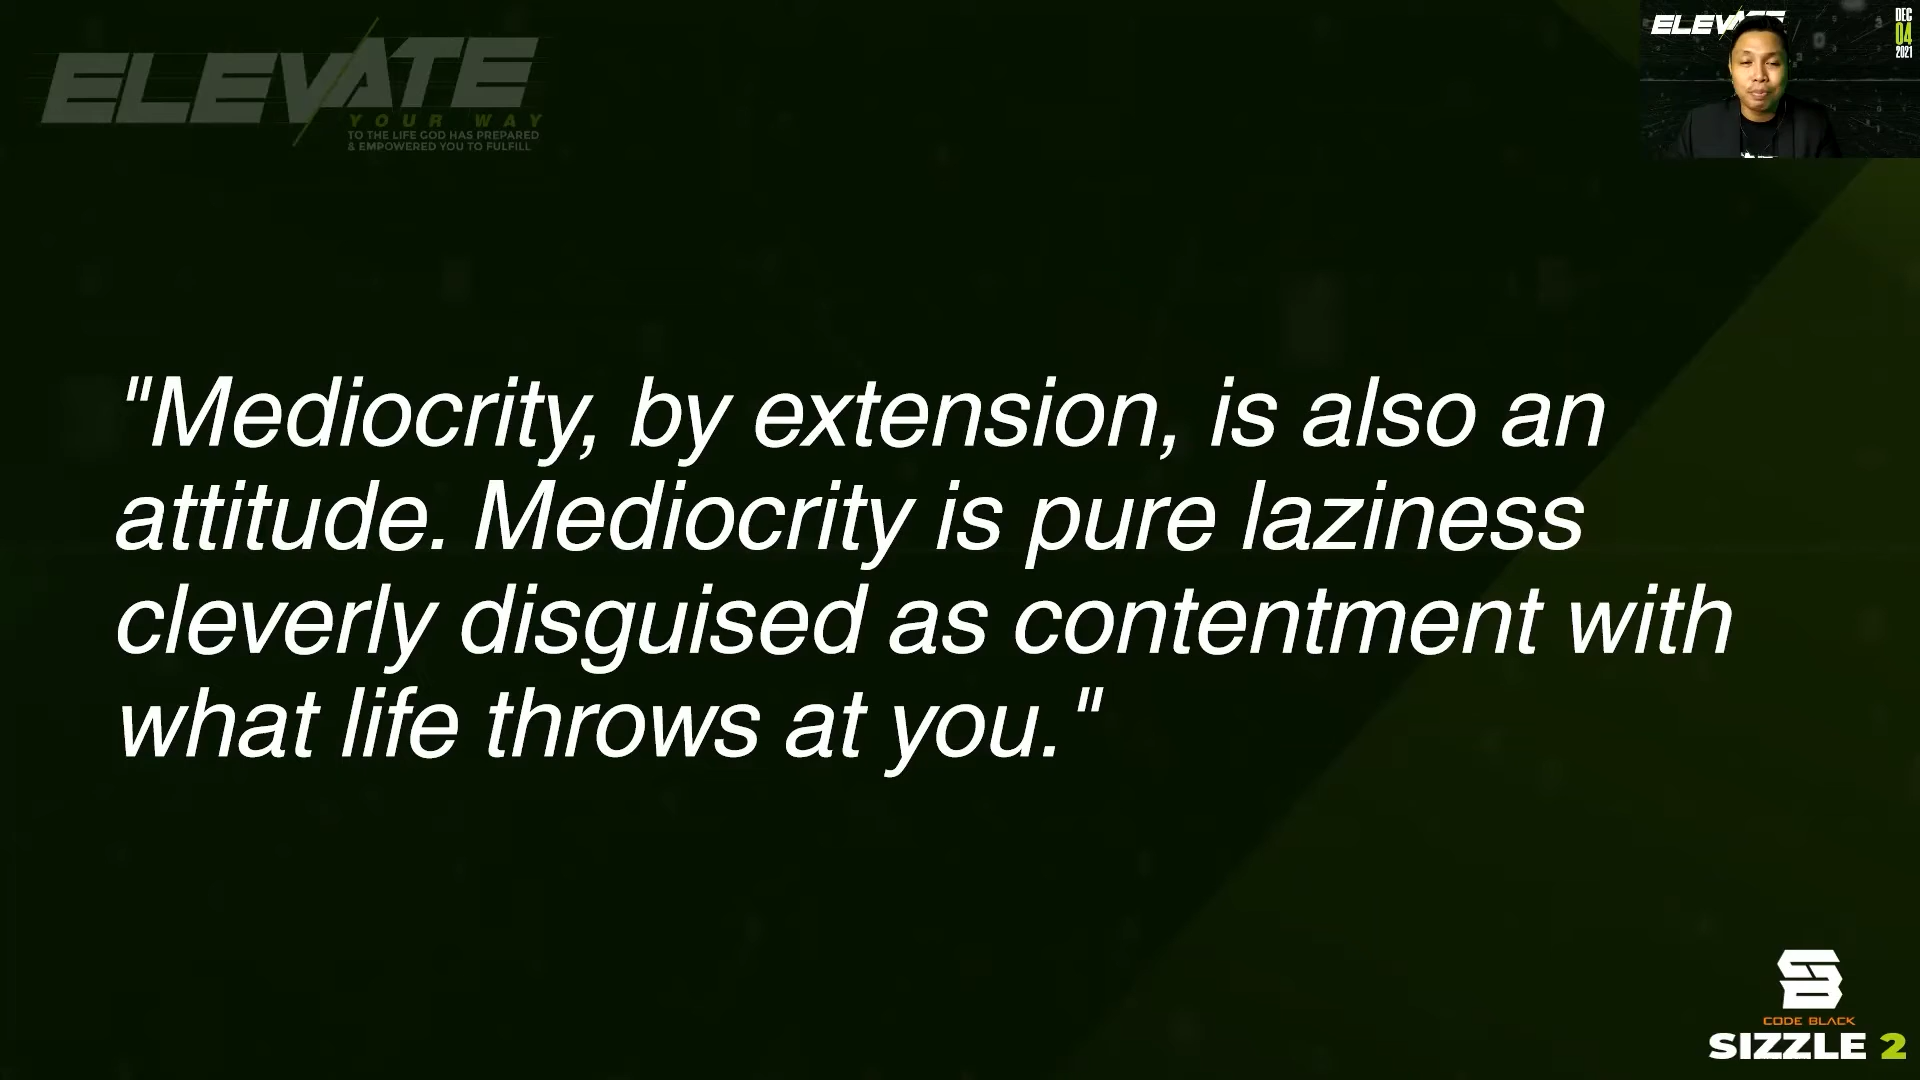 ELEVATE
YOUR WAY
TO THE LIFE GOD HAS PREPARED
& EMPOWERED YOU TO FULFILL
DEC
04
2021
"Mediocrity, by extension, is also an
attitude. Mediocrity is pure laziness
cleverly disguised as contentment with
what life throws at you."
CODE BLACK
SIZZLE 2